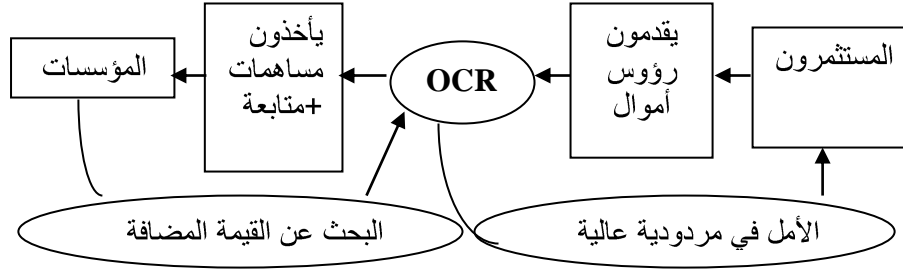 المستثمرون
يقدمون
رؤوس
أموال
OCR
يأخذون
مساهمات
+متابعة
المؤسسات
الأمل في مردودية عالية
البحث عن القيمة المضافة